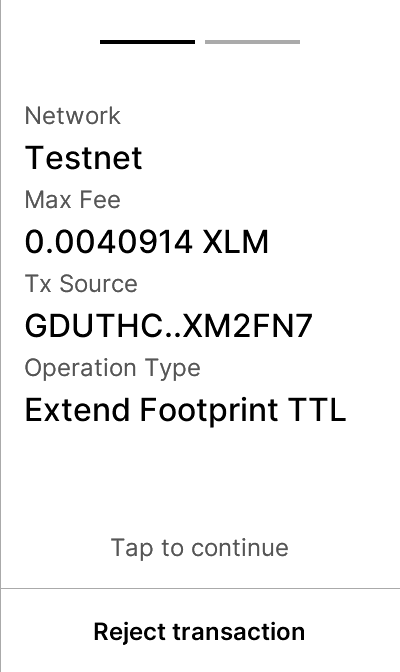 Network
Testnet
Max Fee
0.0040914 XLM
Tx Source
GDUTHC..XM2FN7
Operation Type
Extend Footprint TTL
Tap to continue
Reject transaction